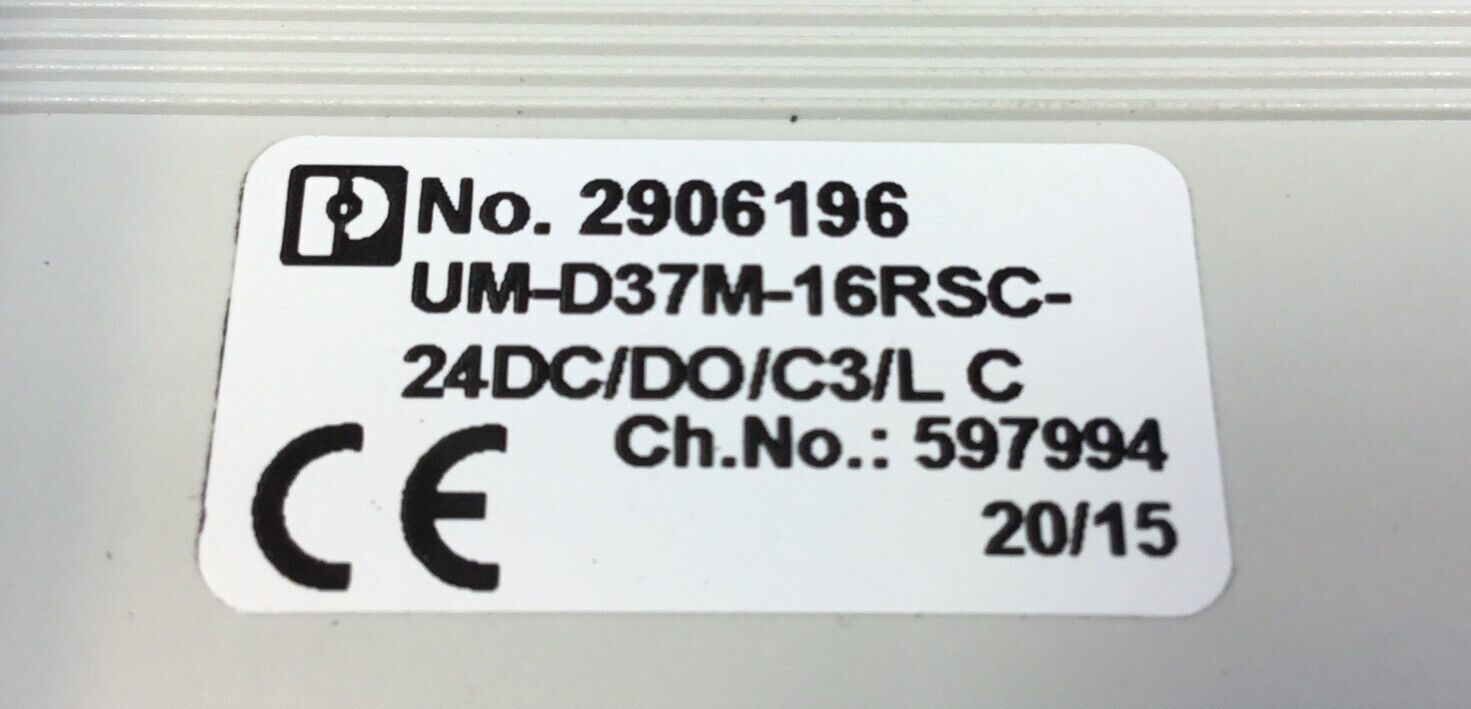 No. 2906196
UM-D37M-16RSC-
24DC/DO/C3/L C
Ch.No.: 597994
CE
20/15